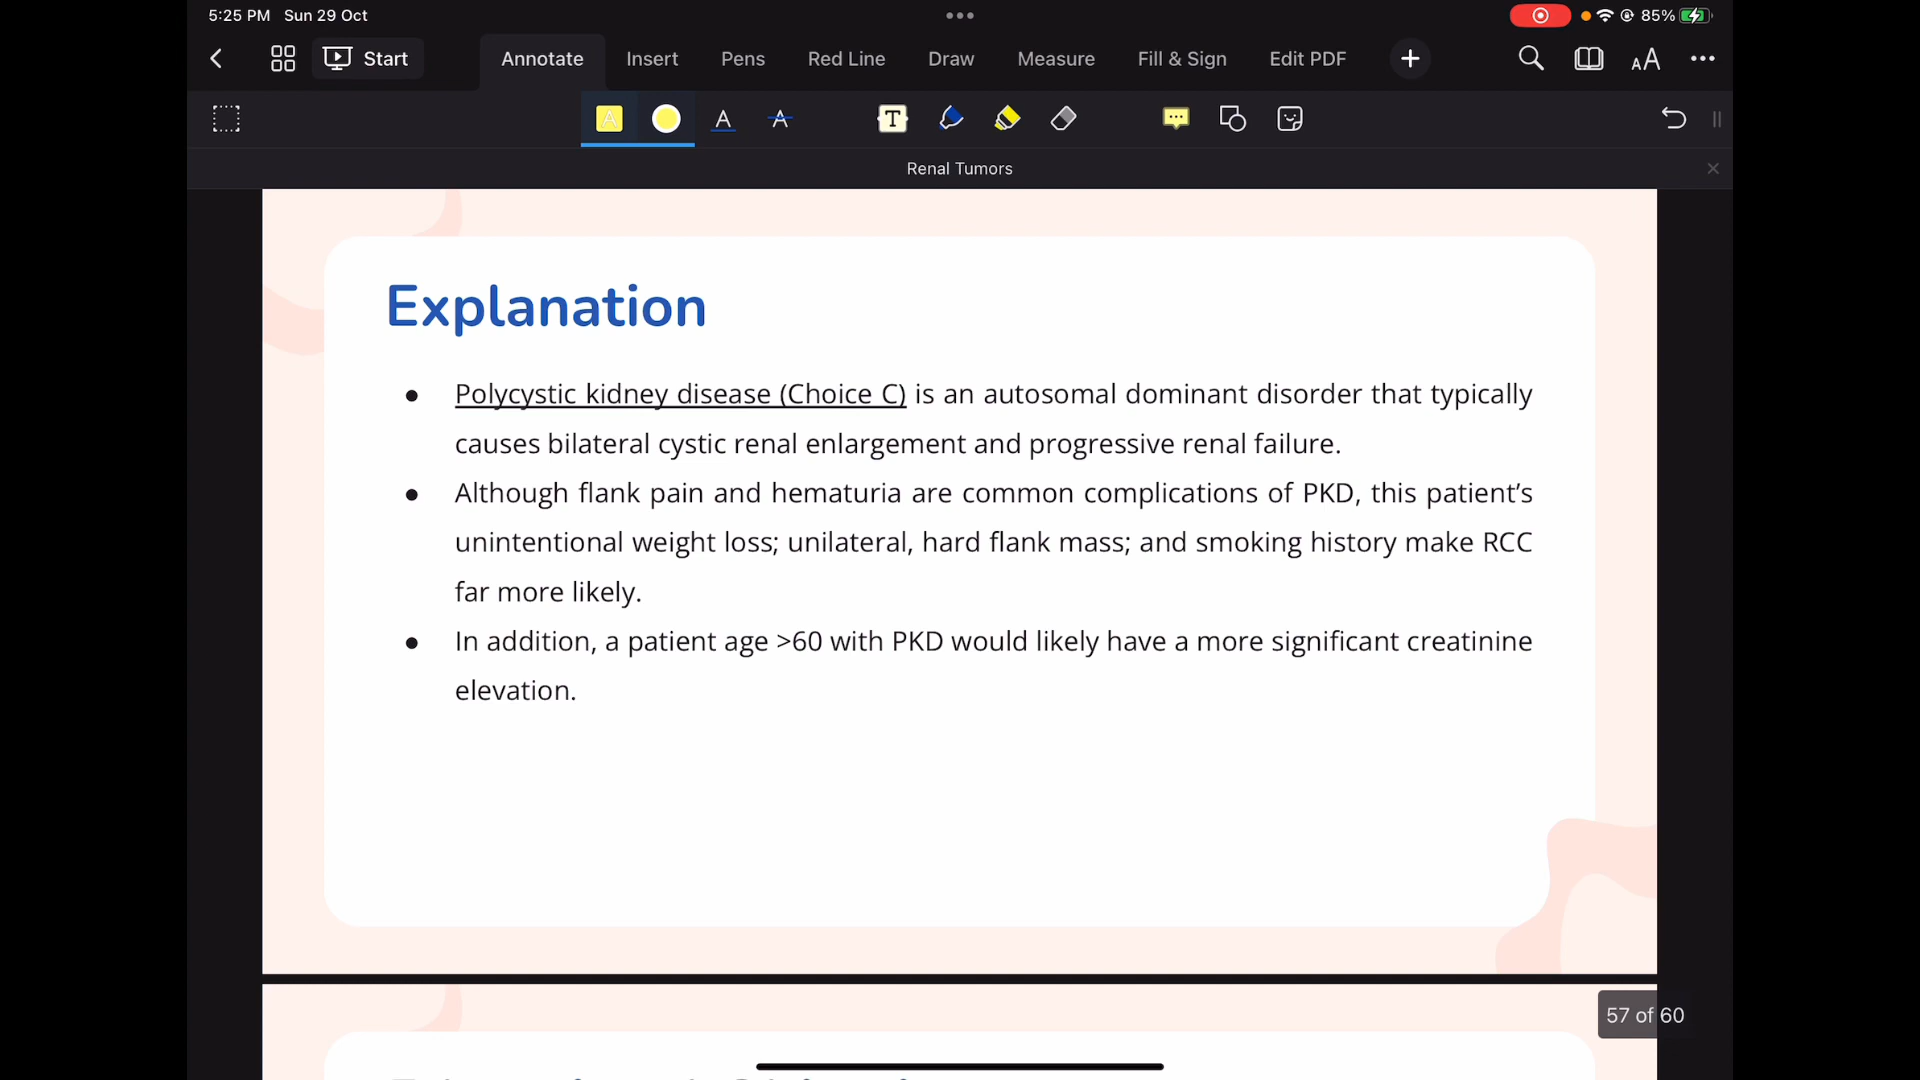 5:25 PM Sun 29 Oct
85%
Start
Annotate Insert Pens Red Line Draw Measure Fill & Sign Edit PDF
Renal Tumors
Explanation
● Polycystic kidney disease (Choice C) is an autosomal dominant disorder that typically
causes bilateral cystic renal enlargement and progressive renal failure.
● Although flank pain and hematuria are common complications of PKD, this patient’s
unintentional weight loss; unilateral, hard flank mass; and smoking history make RCC
far more likely.
● In addition, a patient age >60 with PKD would likely have a more significant creatinine
elevation.
57 of 60